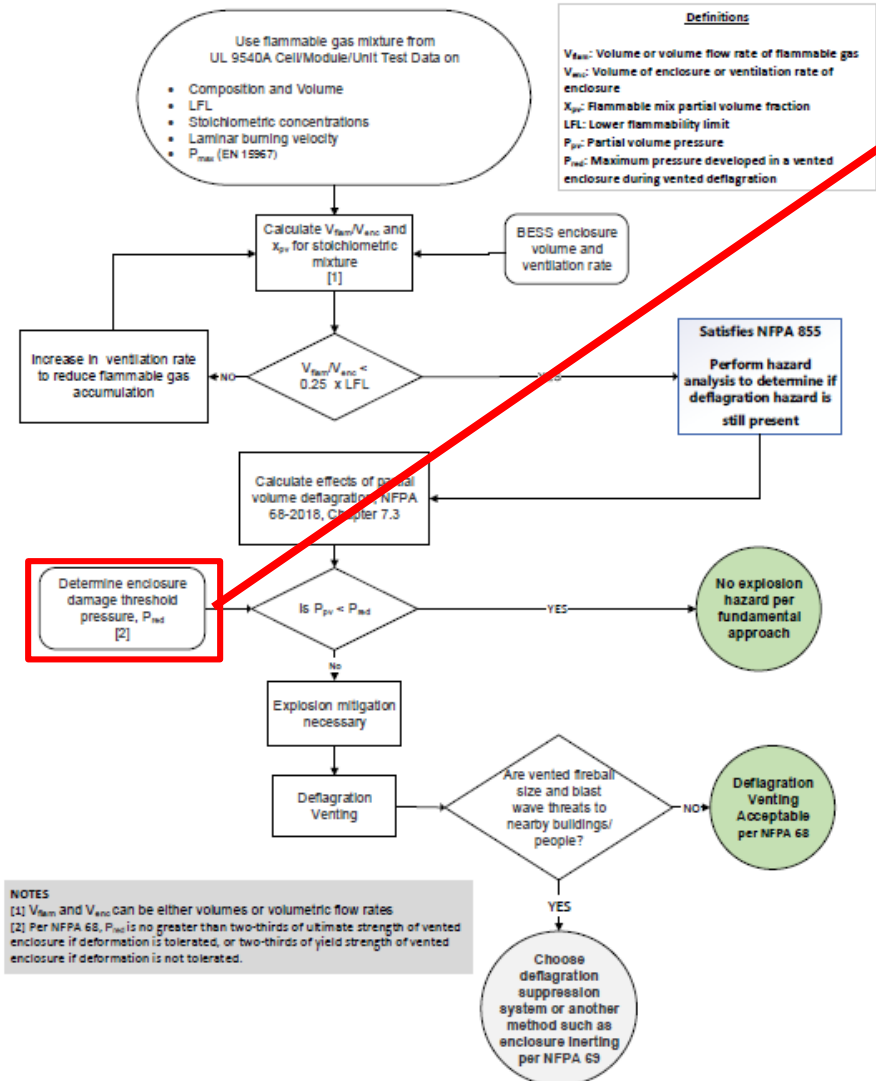 Use flammable gas mixture from
UL 9540A Cell/Module/Unit Test Data on
• Composition and Volume
• LFL
• Stoichiometric concentrations
• Laminar burning velocity
• Pmax (EN 15967)
Definitions
Vflam: Volume or volume flow rate of flammable gas
Venc: Volume of enclosure or ventilation rate of
enclosure
Xpv: Flammable mix partial volume fraction
LFL: Lower flammability limit
Ppv: Partial volume pressure
Pred: Maximum pressure developed in a vented
enclosure during vented deflagration
Calculate Vflam/Venc and
xpv for stoichiometric
mixture
[1]
BESS enclosure
volume and
ventilation rate
Increase in ventilation rate
to reduce flammable gas
accumulation
NO
Vflam/Venc <
0.25 x LFL
YES
Satisfies NFPA 855
Perform hazard
analysis to determine if
deflagration hazard is
still present
Calculate effects of partial
volume deflagration, NFPA
68-2018, Chapter 7.3
Determine enclosure
damage threshold
pressure, Pred
[2]
Is Ppv < Pred
YES
No explosion
hazard per
fundamental
approach
No
Explosion mitigation
necessary
Deflagration
Venting
Are vented fireball
size and blast
wave threats to
nearby buildings/
people?
NO
Deflagration
Venting
Acceptable
per NFPA 68
YES
Choose
deflagration
suppression
system or another
method such as
enclosure inerting
per NFPA 69
NOTES
[1] Vflam and Venc can be either volumes or volumetric flow rates
[2] Per NFPA 68, Pred is no greater than two-thirds of ultimate strength of vented
enclosure if deformation is tolerated, or two-thirds of yield strength of vented
enclosure if deformation is not tolerated.